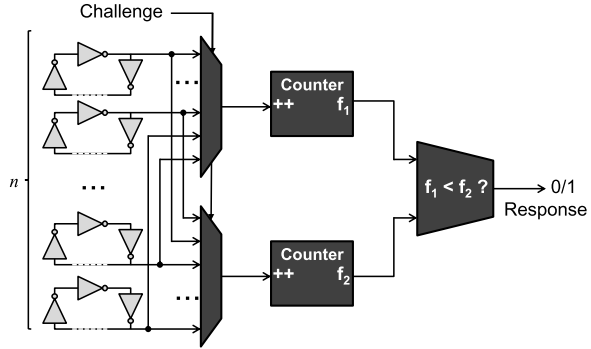 Challenge
...
Counter
++ f1
n
...
f1 < f2 ?
0/1
Response
Counter
++ f2
...